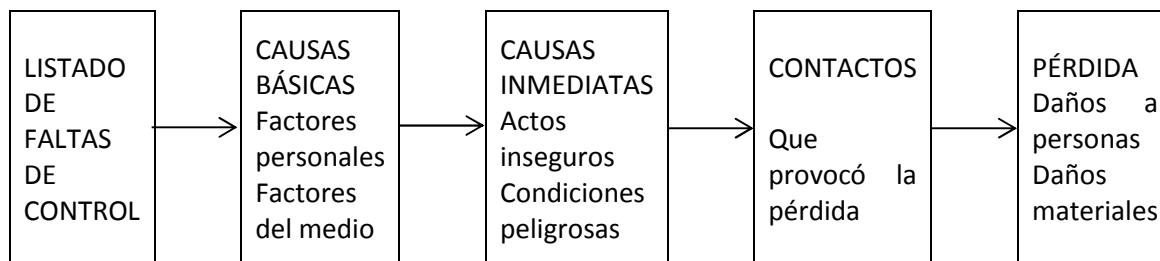 LISTADO
DE
FALTAS
DE
CONTROL
CAUSAS
BÁSICAS
Factores
personales
Factores
del medio
CAUSAS
INMEDIATAS
Actos
inseguros
Condiciones
peligrosas
CONTACTOS
Que
provocó la
pérdida
PÉRDIDA
Daños a
personas
Daños
materiales